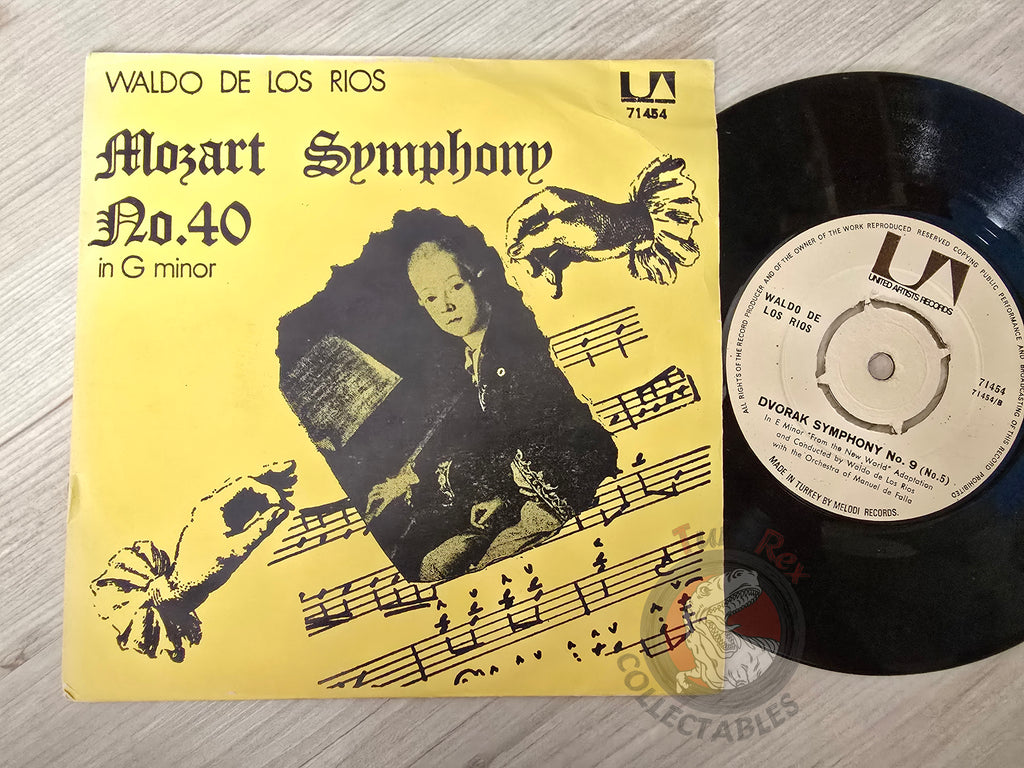 WALDO DE LOS RIOS
UA
UNITED ARTISTS RECORDS
71454
Mozart Symphony
No.40
in G minor
ALL RIGHTS OF THE RECORD PRODUCER AND OF THE OWNER OF THE WORK REPRODUCED RESERVED COPYING PUBLIC PERFORMANCE AND BROADCASTING OF THIS RECORD PROHIBITED
UA
UNITED ARTISTS RECORDS
WALDO DE
LOS RIOS
71454
71454/B
DVORAK SYMPHONY No. 9 (No.5)
In E Minor "From the New World" Adaptation
and Conducted by Waldo de Los Rios
with the Orchestra of Manuel de Falla
MADE IN TURKEY BY MELODI RECORDS.
Rex
COLLECTABLES